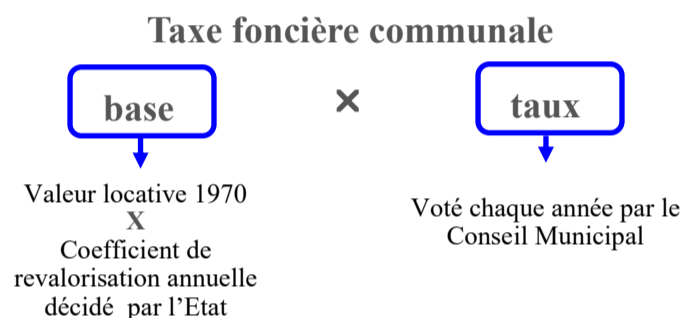 Taxe foncière communale
base × taux
Valeur locative 1970
X
Coefficient de
revalorisation annuelle
décidé par l'Etat
Voté chaque année par le
Conseil Municipal